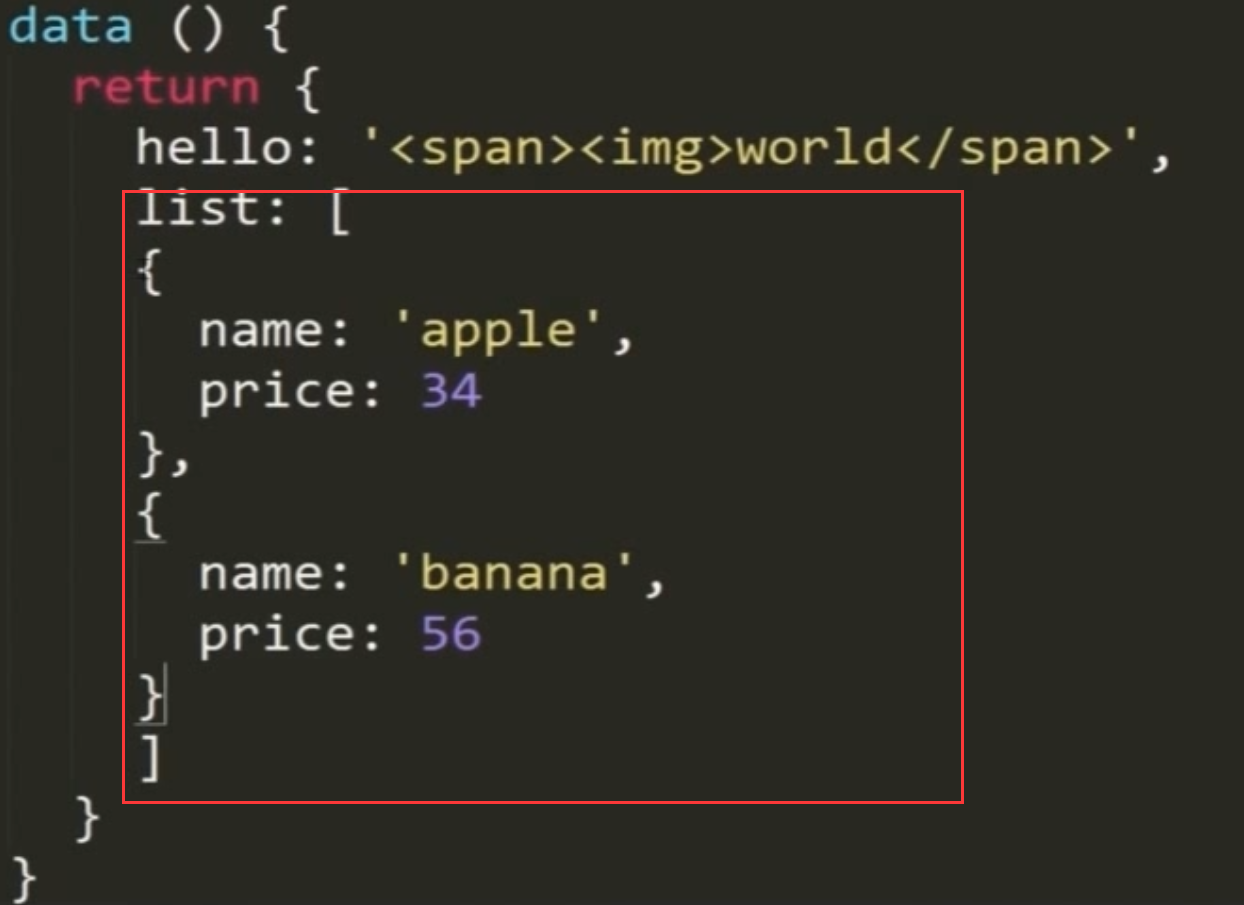 data () {
return {
hello: '<span><img>world</span>',
list: [
{
name: 'apple',
price: 34
},
{
name: 'banana',
price: 56
}
]
}
}